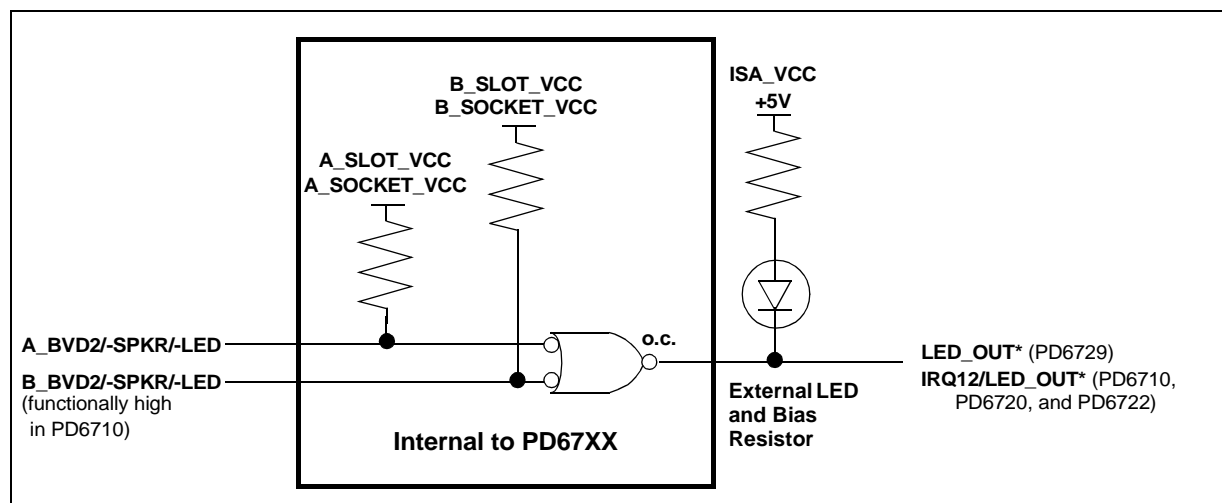 B_SLOT_VCC
B_SOCKET_VCC
A_SLOT_VCC
A_SOCKET_VCC
ISA_VCC
+5V
A_BVD2/-SPKR/-LED
B_BVD2/-SPKR/-LED
(functionally high
in PD6710)
o.c.
Internal to PD67XX
External LED
and Bias
Resistor
LED_OUT* (PD6729)
IRQ12/LED_OUT* (PD6710,
PD6720, and PD6722)